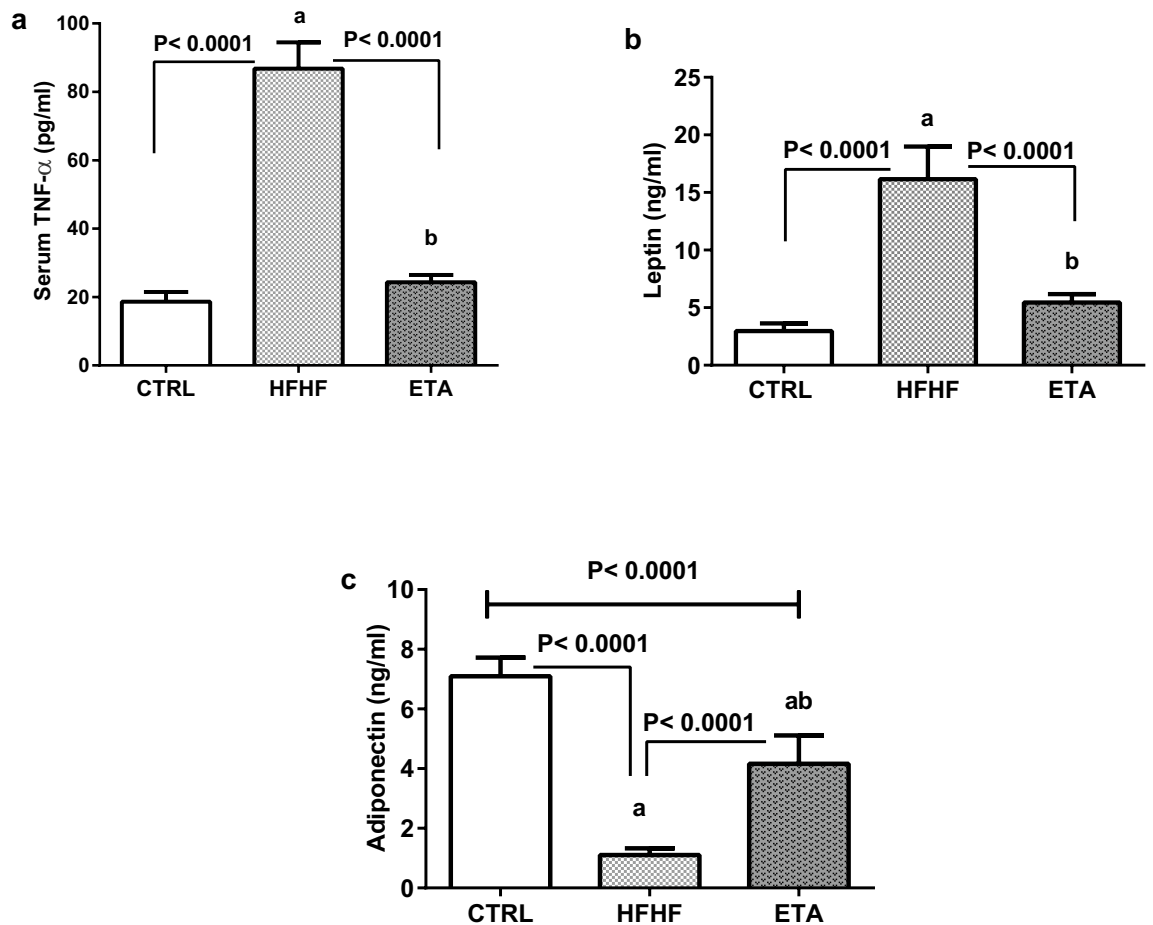 a
Serum TNF-α (pg/ml)
100
80
60
40
20
0
P< 0.0001
a
P< 0.0001
b
CTRL HFHF ETA
b
Leptin (ng/ml)
25
20
15
10
5
0
P< 0.0001
a
P< 0.0001
b
CTRL HFHF ETA
c
Adiponectin (ng/ml)
10
8
6
4
2
0
P< 0.0001
P< 0.0001
P< 0.0001
ab
a
CTRL HFHF ETA